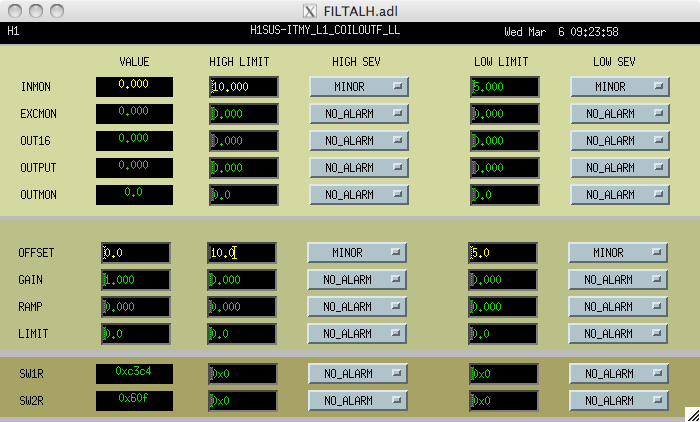 X FILTALH.adl
H1 H1SUS-ITMY_L1_COILOUTF_LL Wed Mar 6 09:23:58
VALUE HIGH LIMIT HIGH SEV LOW LIMIT LOW SEV
INMON 0.000 10.000 MINOR 5.000 MINOR
EXCMON 0.000 0.000 NO_ALARM 0.000 NO_ALARM
OUT16 0.000 0.000 NO_ALARM 0.000 NO_ALARM
OUTPUT 0.000 0.000 NO_ALARM 0.000 NO_ALARM
OUTMON 0.0 0.0 NO_ALARM 0.0 NO_ALARM
OFFSET 0.0 10.0 MINOR 5.0 MINOR
GAIN 1.000 0.000 NO_ALARM 0.000 NO_ALARM
RAMP 0.000 0.000 NO_ALARM 0.000 NO_ALARM
LIMIT 0.0 0.0 NO_ALARM 0.0 NO_ALARM
SW1R 0xc3c4 0x0 NO_ALARM 0x0 NO_ALARM
SW2R 0x60f 0x0 NO_ALARM 0x0 NO_ALARM